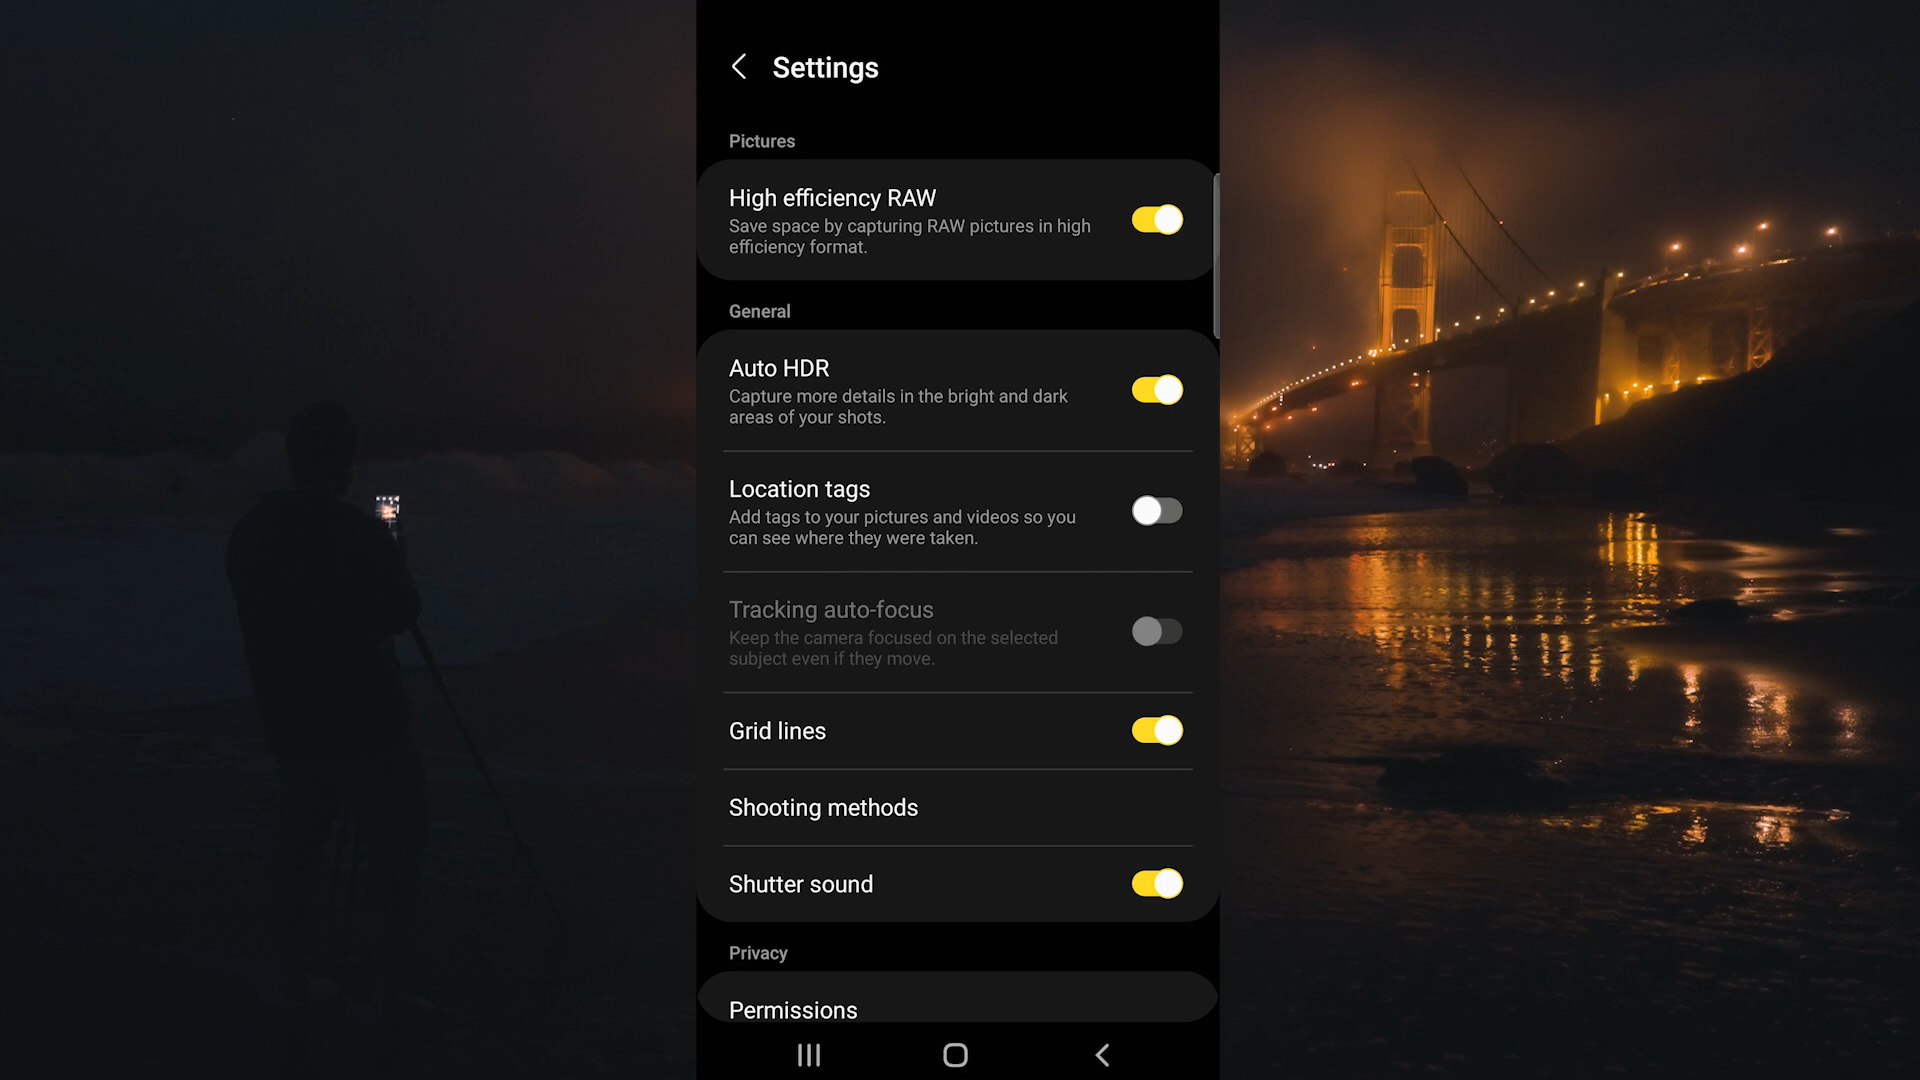 Settings
Pictures
High efficiency RAW
Save space by capturing RAW pictures in high
efficiency format.
General
Auto HDR
Capture more details in the bright and dark
areas of your shots.
Location tags
Add tags to your pictures and videos so you
can see where they were taken.
Tracking auto-focus
Keep the camera focused on the selected
subject even if they move.
Grid lines
Shooting methods
Shutter sound
Privacy
Permissions